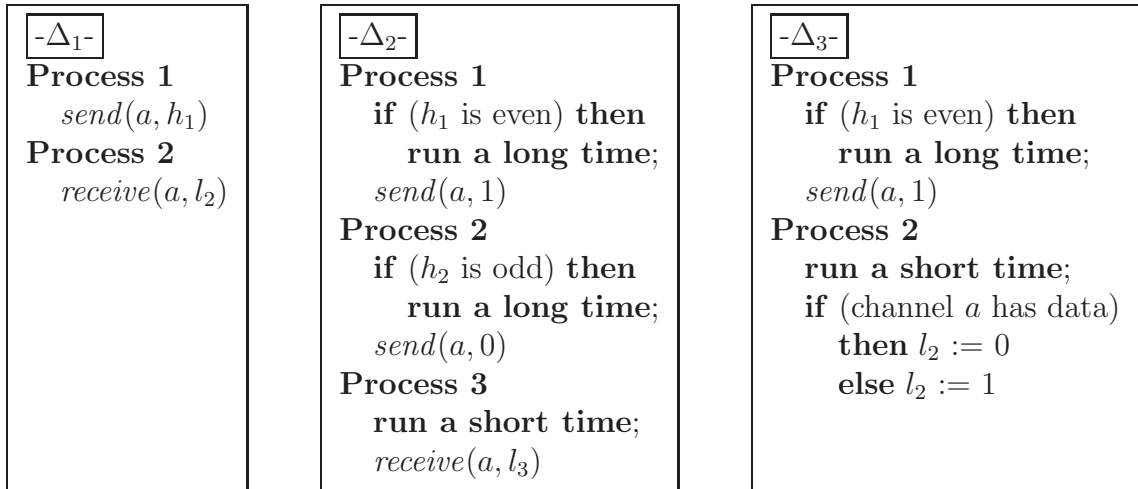 -Δ₁-
Process 1
send(a, h₁)
Process 2
receive(a, l₂)
-Δ₂-
Process 1
if (h₁ is even) then
run a long time;
send(a, 1)
Process 2
if (h₂ is odd) then
run a long time;
send(a, 0)
Process 3
run a short time;
receive(a, l₃)
-Δ₃-
Process 1
if (h₁ is even) then
run a long time;
send(a, 1)
Process 2
run a short time;
if (channel a has data)
then l₂ := 0
else l₂ := 1